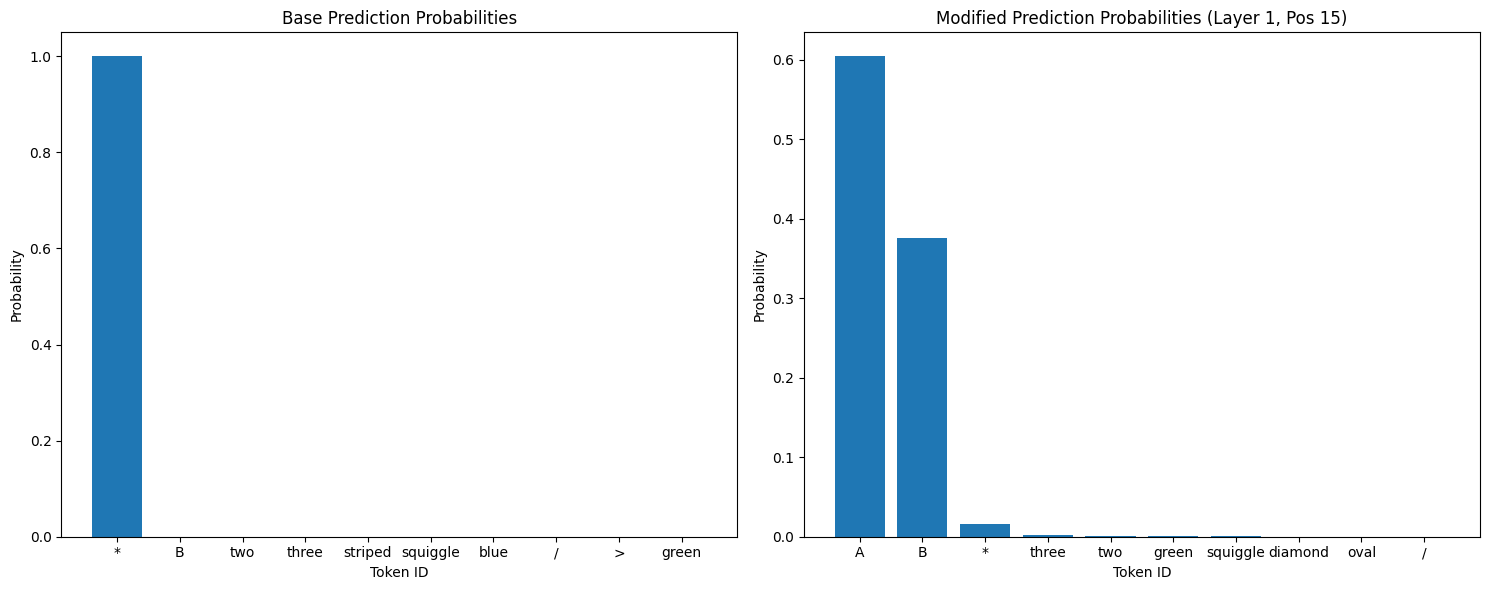 Base Prediction Probabilities
Probability
1.0
0.8
0.6
0.4
0.2
0.0
* B two three striped squiggle blue / > green
Token ID
Modified Prediction Probabilities (Layer 1, Pos 15)
Probability
0.6
0.5
0.4
0.3
0.2
0.1
0.0
A B * three two green squiggle diamond oval /
Token ID